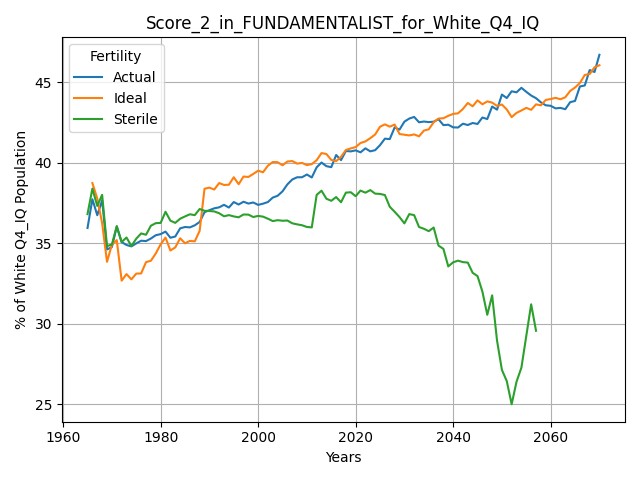 Score_2_in_FUNDAMENTALIST_for_White_Q4_IQ
Fertility
Actual
Ideal
Sterile
% of White Q4_IQ Population
45
40
35
30
25
1960
1980
2000
2020
2040
2060
Years